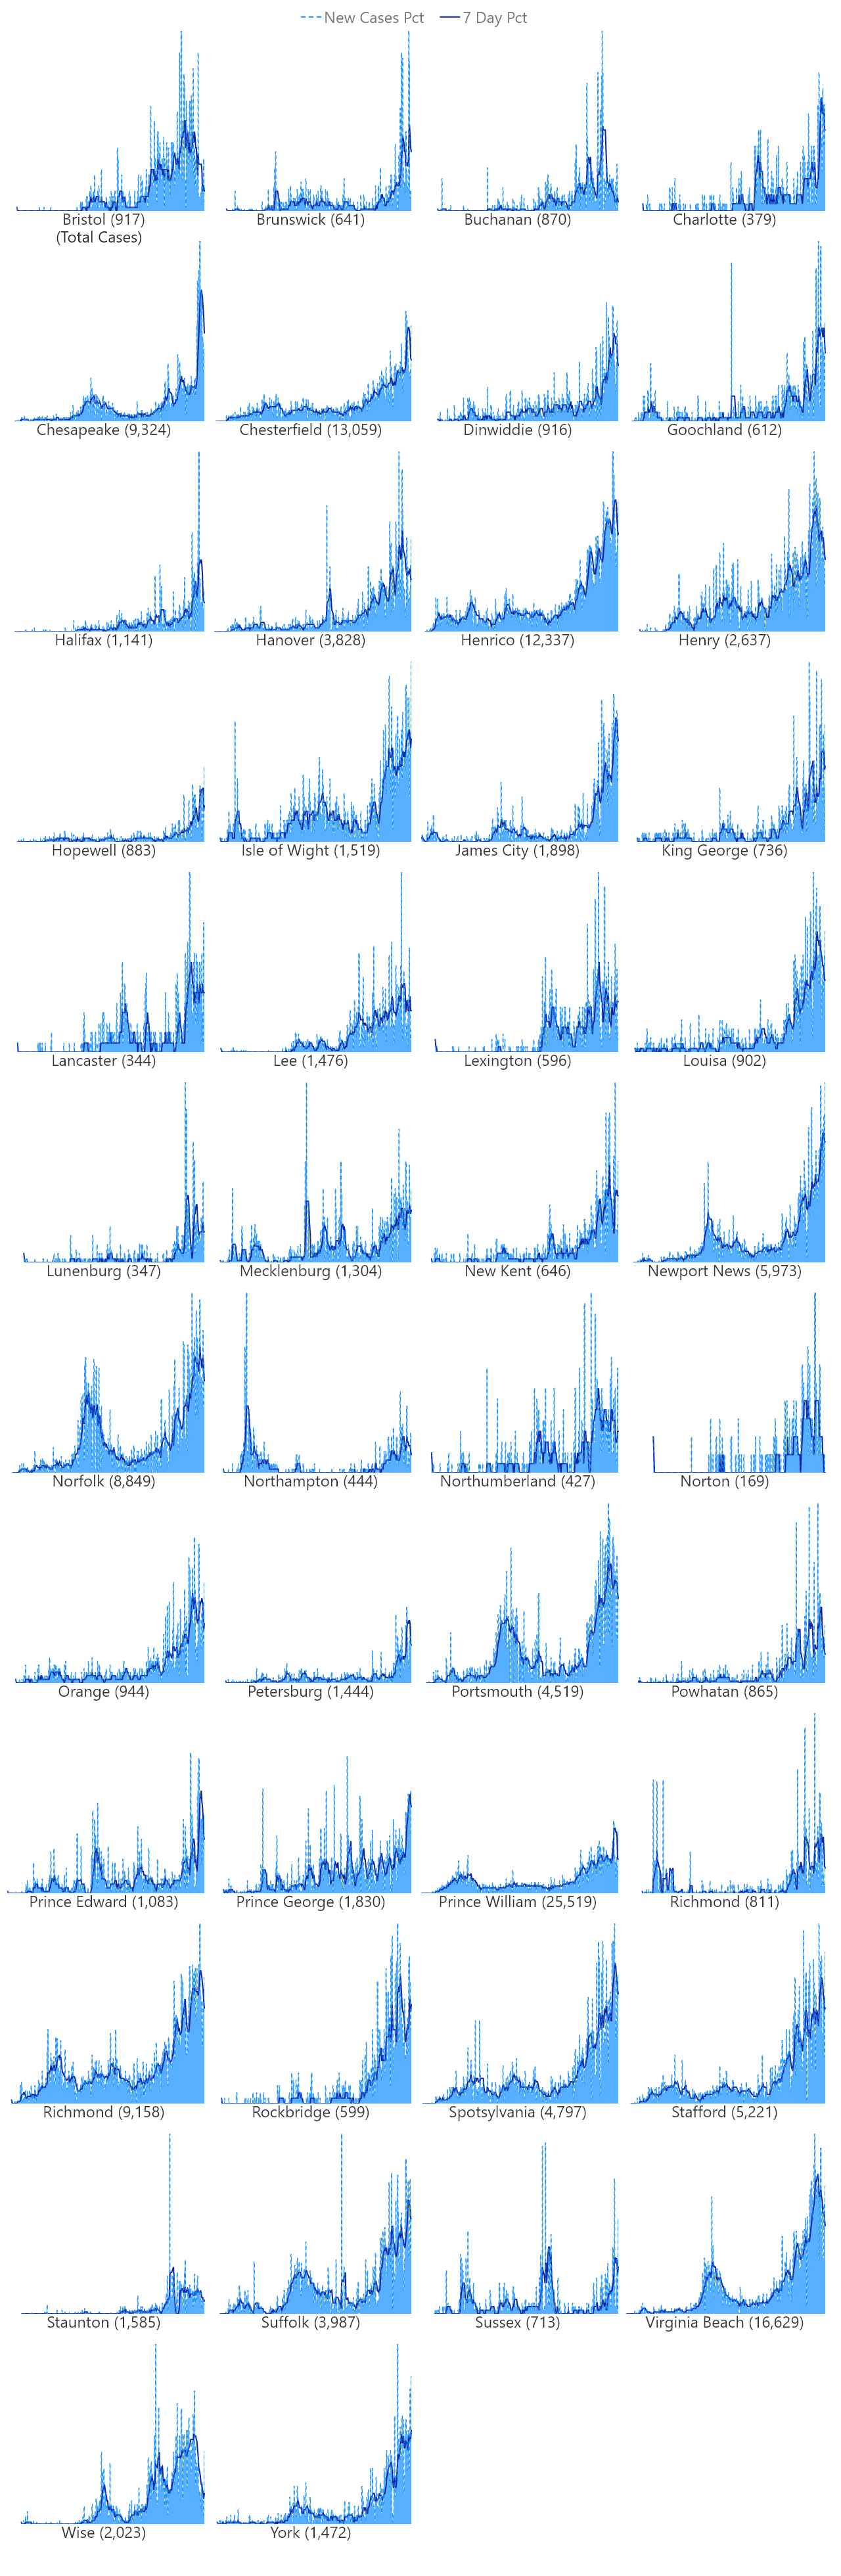 New Cases Pct 7 Day Pct
Bristol (917) Brunswick (641) Buchanan (870) Charlotte (379)
(Total Cases)
Chesapeake (9,324) Chesterfield (13,059) Dinwiddie (916) Goochland (612)
Halifax (1,141) Hanover (3,828) Henrico (12,337) Henry (2,637)
Hopewell (883) Isle of Wight (1,519) James City (1,898) King George (736)
Lancaster (344) Lee (1,476) Lexington (596) Louisa (902)
Lunenburg (347) Mecklenburg (1,304) New Kent (646) Newport News (5,973)
Norfolk (8,849) Northampton (444) Northumberland (427) Norton (169)
Orange (944) Petersburg (1,444) Portsmouth (4,519) Powhatan (865)
Prince Edward (1,083) Prince George (1,830) Prince William (25,519) Richmond (811)
Richmond (9,158) Rockbridge (599) Spotsylvania (4,797) Stafford (5,221)
Staunton (1,585) Suffolk (3,987) Sussex (713) Virginia Beach (16,629)
Wise (2,023) York (1,472)